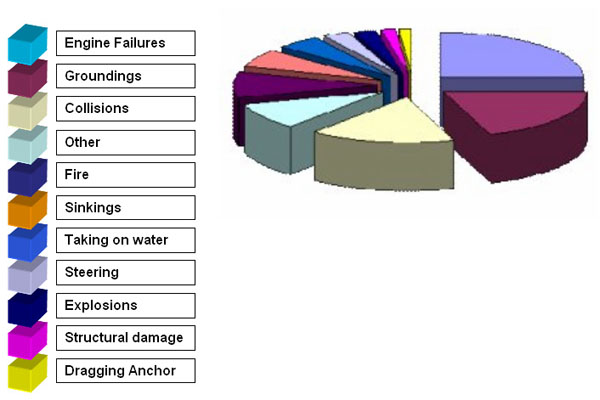 Engine Failures
Groundings
Collisions
Other
Fire
Sinkings
Taking on water
Steering
Explosions
Structural damage
Dragging Anchor